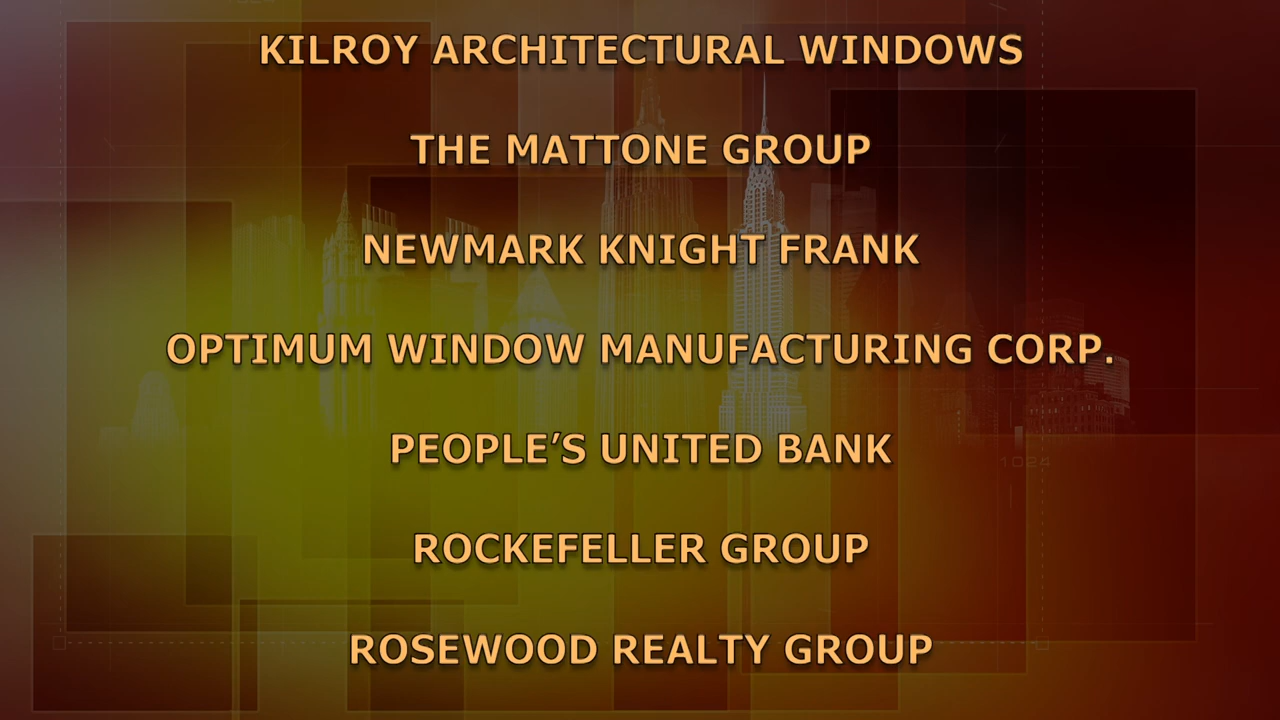 KILROY ARCHITECTURAL WINDOWS
THE MATTONE GROUP
NEWMARK KNIGHT FRANK
OPTIMUM WINDOW MANUFACTURING CORP.
PEOPLE’S UNITED BANK
1024
ROCKEFELLER GROUP
ROSEWOOD REALTY GROUP